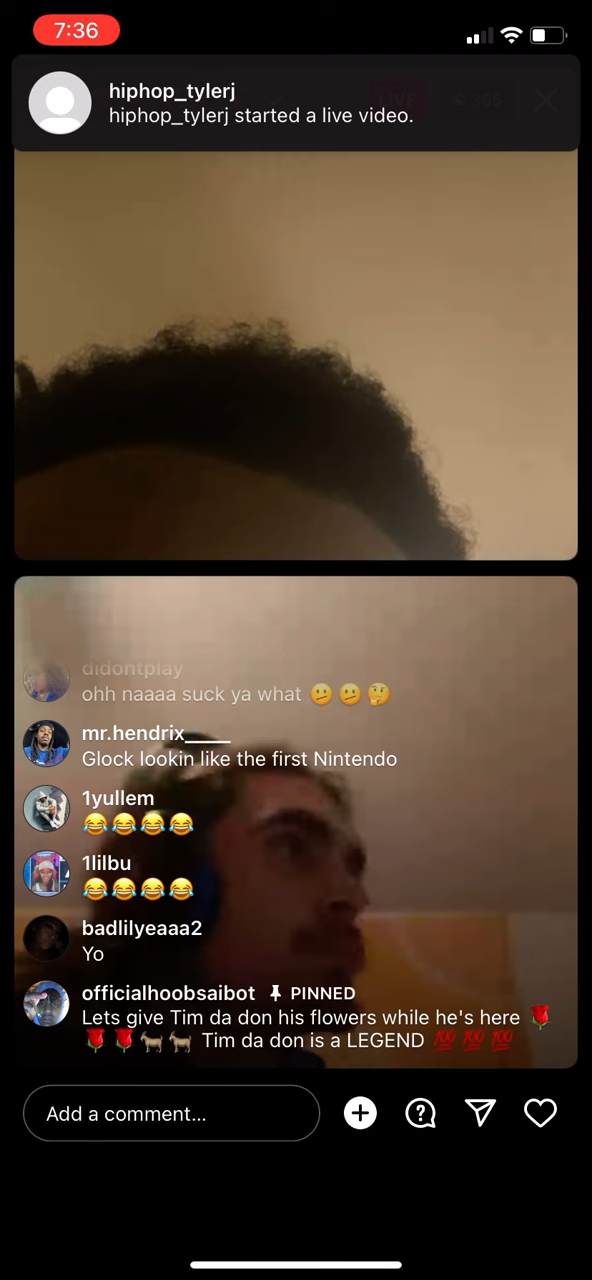 7:36
hiphop_tylerj
hiphop_tylerj started a live video.
LIVE
365
didontplay
ohh naaaa suck ya what 🫤🫤🤔
mr.hendrix____
Glock lookin like the first Nintendo
1yullem
😂😂😂😂
1lilbu
😂😂😂😂
badlilyeaaa2
Yo
officialhoobsaibot PINNED
Lets give Tim da don his flowers while he's here 🌹
🌹🌹🐐🐐 Tim da don is a LEGEND 💯💯💯
Add a comment...